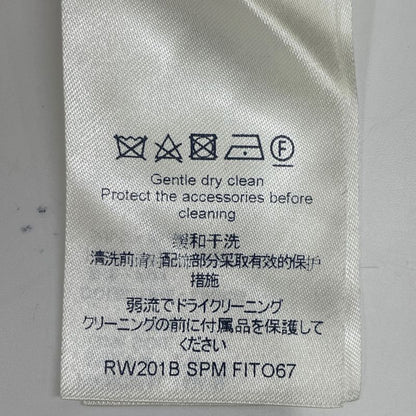 Gentle dry clean
Protect the accessories before
cleaning
缓和干洗
清洗前请配件部分采取有效的保护
措施
弱流でドライクリーニング
クリーニングの前に付属品を保護して
ください
RW201B SPM FITO67